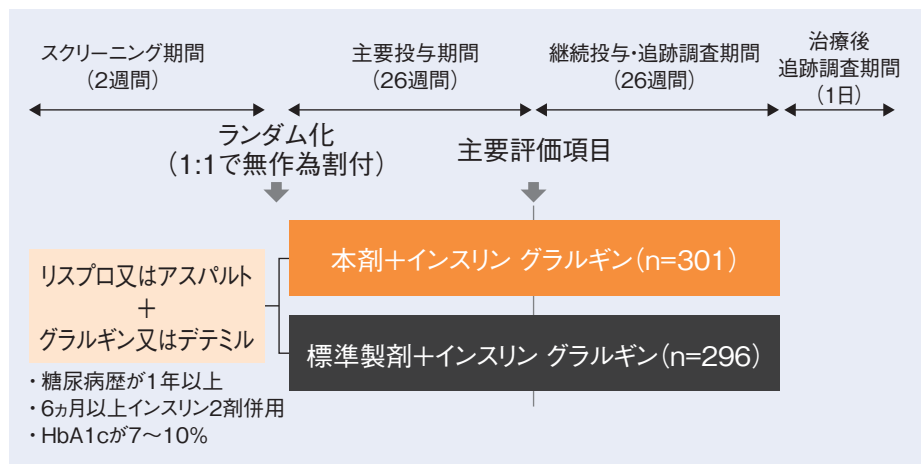 スクリーニング期間
（2週間）
主要投与期間
（26週間）
継続投与・追跡調査期間
（26週間）
治療後
追跡調査期間
（1日）
ランダム化
（1:1で無作為割付）
主要評価項目
本剤＋インスリン グラルギン（n=301）
リスプロ又はアスパルト
＋
グラルギン又はデテミル
標準製剤＋インスリン グラルギン（n=296）
・糖尿病歴が1年以上
・6ヵ月以上インスリン2剤併用
・HbA1cが7〜10%